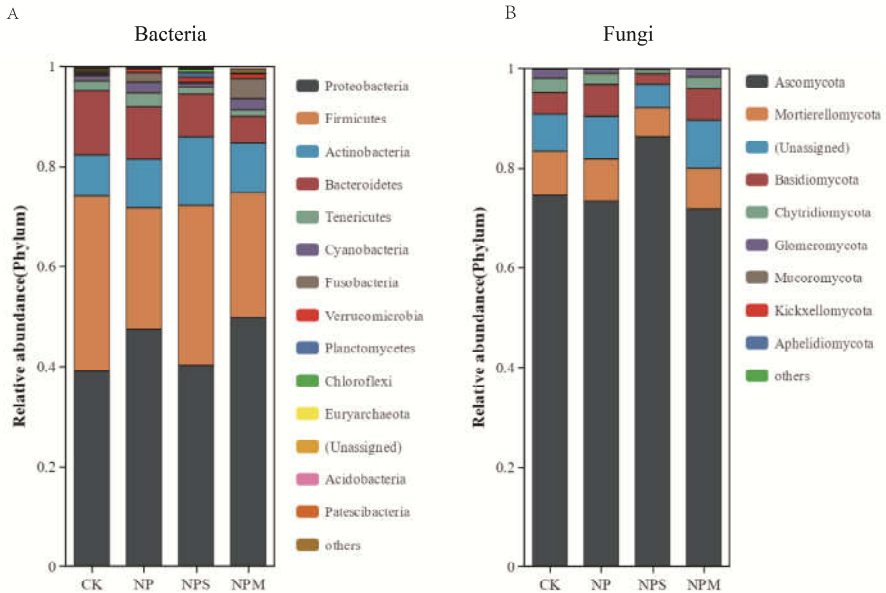 A
Bacteria
Relative abundance(Phylum)
1
0.8
0.6
0.4
0.2
0
CK
NP
NPS
NPM
Proteobacteria
Firmicutes
Actinobacteria
Bacteroidetes
Tenericutes
Cyanobacteria
Fusobacteria
Verrucomicrobia
Planctomycetes
Chloroflexi
Euryarchaeota
(Unassigned)
Acidobacteria
Patescibacteria
others
B
Fungi
Relative abundance(Phylum)
1
0.8
0.6
0.4
0.2
0
CK
NP
NPS
NPM
Ascomycota
Mortierellomycota
(Unassigned)
Basidiomycota
Chytridiomycota
Glomeromycota
Mucoromycota
Kickxellomycota
Aphelidiomycota
others